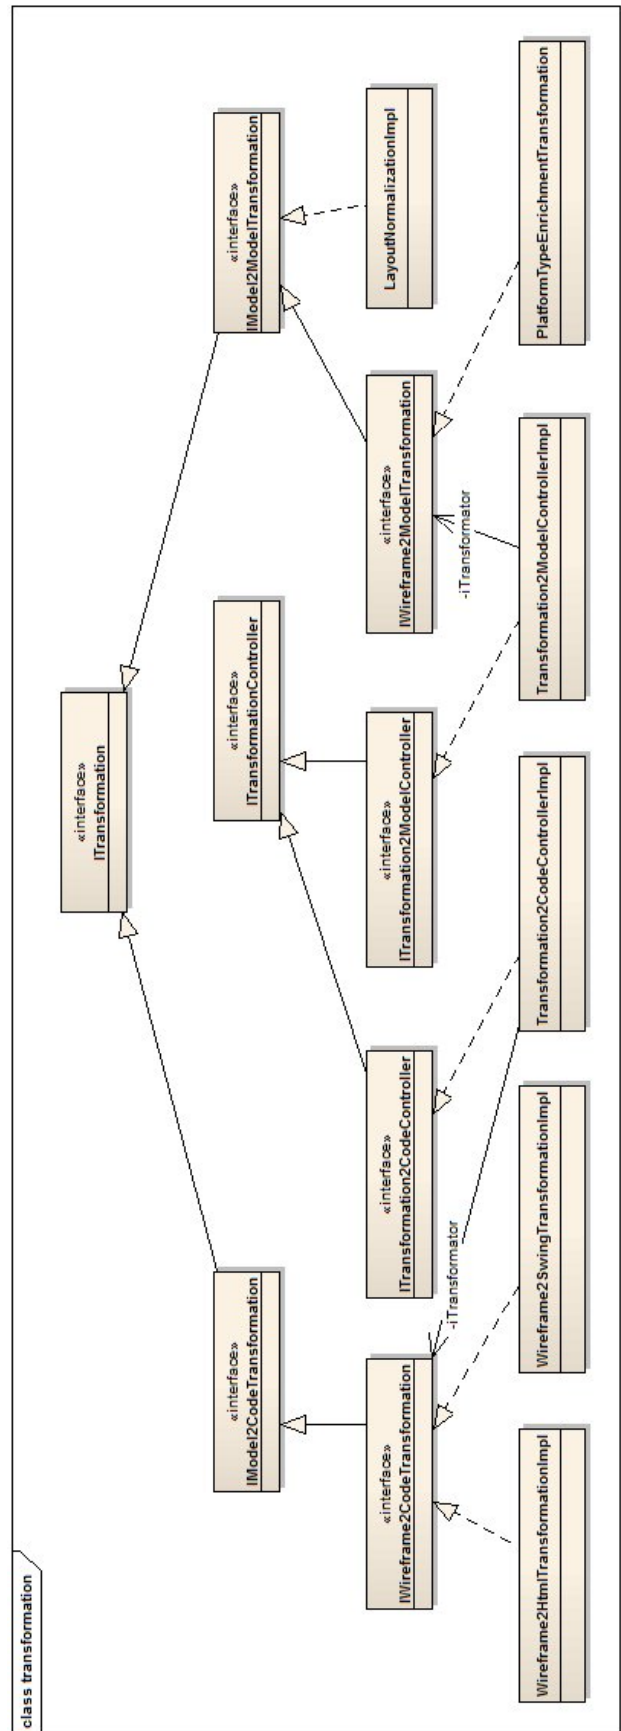 class transformation
«interface»
ITransformation
«interface»
IModel2CodeTransformation
«interface»
ITransformationController
«interface»
IModel2ModelTransformation
«interface»
IWireframe2CodeTransformation
«interface»
ITransformation2CodeController
«interface»
ITransformation2ModelController
«interface»
IWireframe2ModelTransformation
LayoutNormalizationImpl
-iTransformator
-iTransformator
Wireframe2HtmlTransformationImpl
Wireframe2SwingTransformationImpl
Transformation2CodeControllerImpl
Transformation2ModelControllerImpl
PlatformTypeEnrichmentTransformation